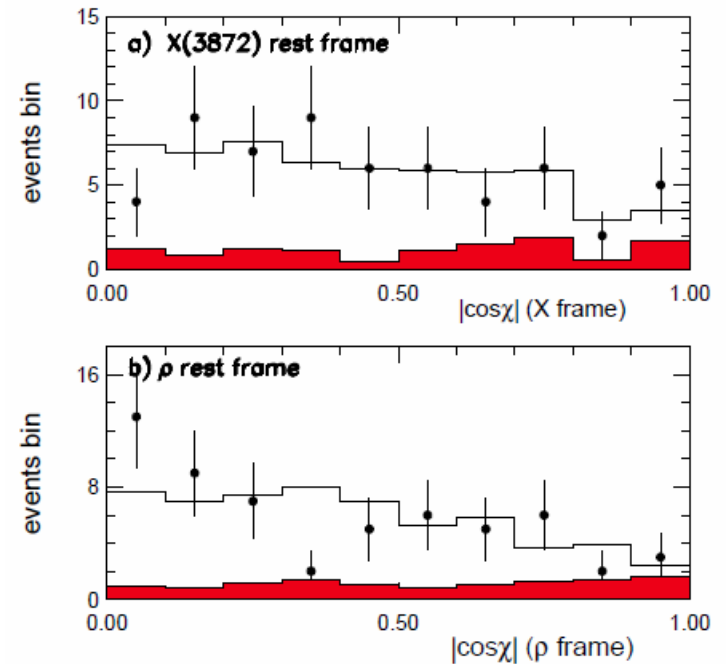 15
a) X(3872) rest frame
10
events bin
5
0
0.00 0.50 1.00
|cosχ| (X frame)
b) ρ rest frame
16
events bin
8
0
0.00 0.50 1.00
|cosχ| (ρ frame)